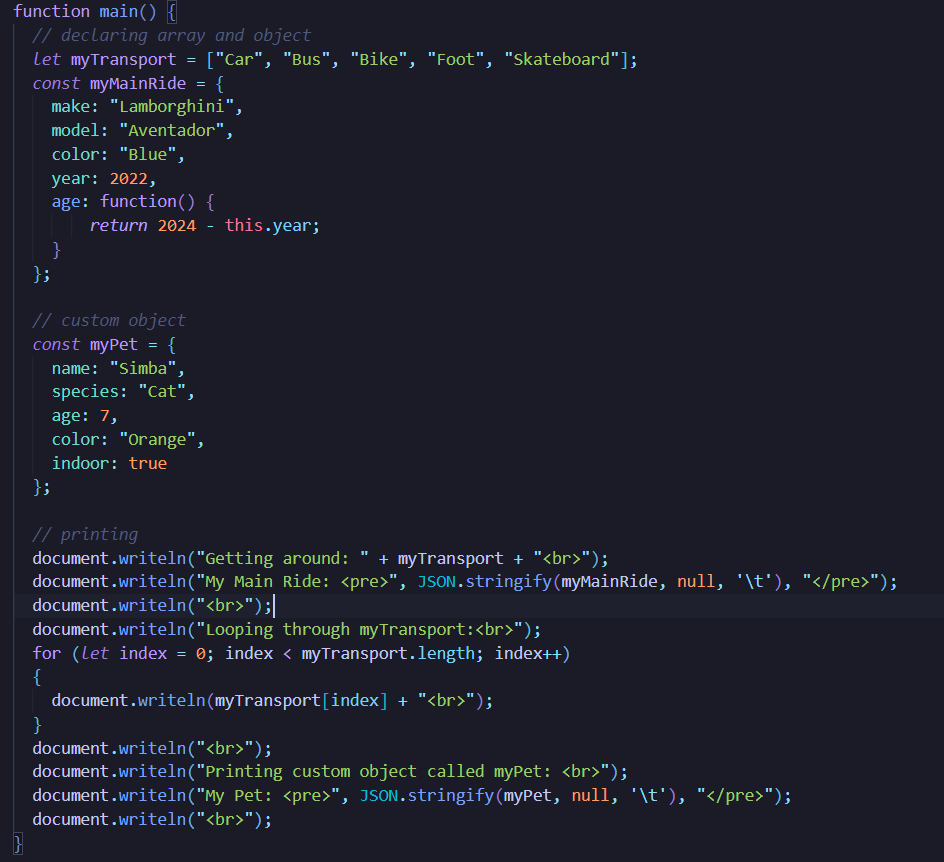 function main() {
  // declaring array and object
  let myTransport = ["Car", "Bus", "Bike", "Foot", "Skateboard"];
  const myMainRide = {
    make: "Lamborghini",
    model: "Aventador",
    color: "Blue",
    year: 2022,
    age: function() {
        return 2024 - this.year;
    }
  };

  // custom object
  const myPet = {
    name: "Simba",
    species: "Cat",
    age: 7,
    color: "Orange",
    indoor: true
  };

  // printing
  document.writeln("Getting around: " + myTransport + "<br>");
  document.writeln("My Main Ride: <pre>", JSON.stringify(myMainRide, null, '\t'), "</pre>");
  document.writeln("<br>");
  document.writeln("Looping through myTransport:<br>");
  for (let index = 0; index < myTransport.length; index++)
  {
    document.writeln(myTransport[index] + "<br>");
  }
  document.writeln("<br>");
  document.writeln("Printing custom object called myPet: <br>");
  document.writeln("My Pet: <pre>", JSON.stringify(myPet, null, '\t'), "</pre>");
  document.writeln("<br>");
}